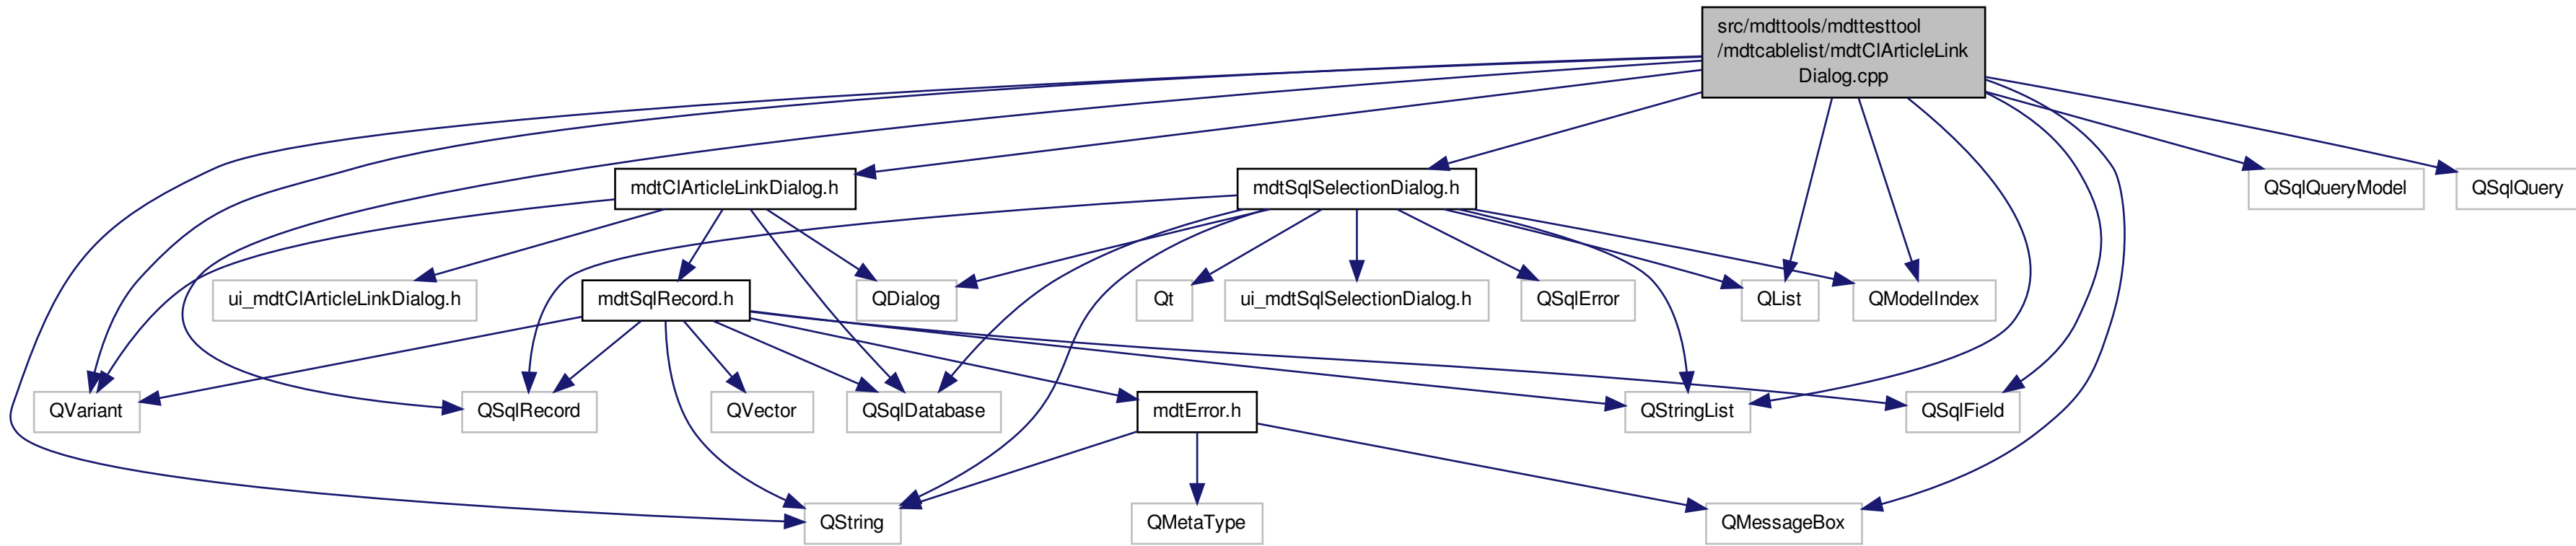 src/mdttools/mdttesttool
/mdtcablelist/mdtClArticleLink
Dialog.cpp
mdtClArticleLinkDialog.h
mdtSqlSelectionDialog.h
QSqlQueryModel
QSqlQuery
ui_mdtClArticleLinkDialog.h
mdtSqlRecord.h
QDialog
Qt
ui_mdtSqlSelectionDialog.h
QSqlError
QList
QModelIndex
QVariant
QSqlRecord
QVector
QSqlDatabase
mdtError.h
QStringList
QSqlField
QString
QMetaType
QMessageBox